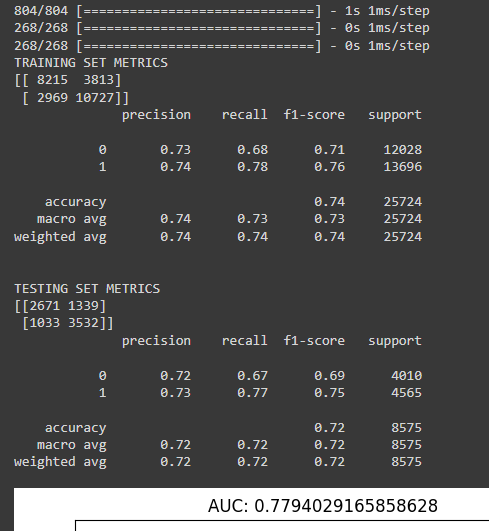 804/804 [==============================] - 1s 1ms/step
268/268 [==============================] - 0s 1ms/step
268/268 [==============================] - 0s 1ms/step
TRAINING SET METRICS
[[ 8215  3813]
 [ 2969 10727]]
              precision    recall  f1-score   support

           0       0.73      0.68      0.71     12028
           1       0.74      0.78      0.76     13696

    accuracy                           0.74     25724
   macro avg       0.74      0.73      0.73     25724
weighted avg       0.74      0.74      0.74     25724


TESTING SET METRICS
[[2671 1339]
 [1033 3532]]
              precision    recall  f1-score   support

           0       0.72      0.67      0.69      4010
           1       0.73      0.77      0.75      4565

    accuracy                           0.72      8575
   macro avg       0.72      0.72      0.72      8575
weighted avg       0.72      0.72      0.72      8575

AUC: 0.7794029165858628